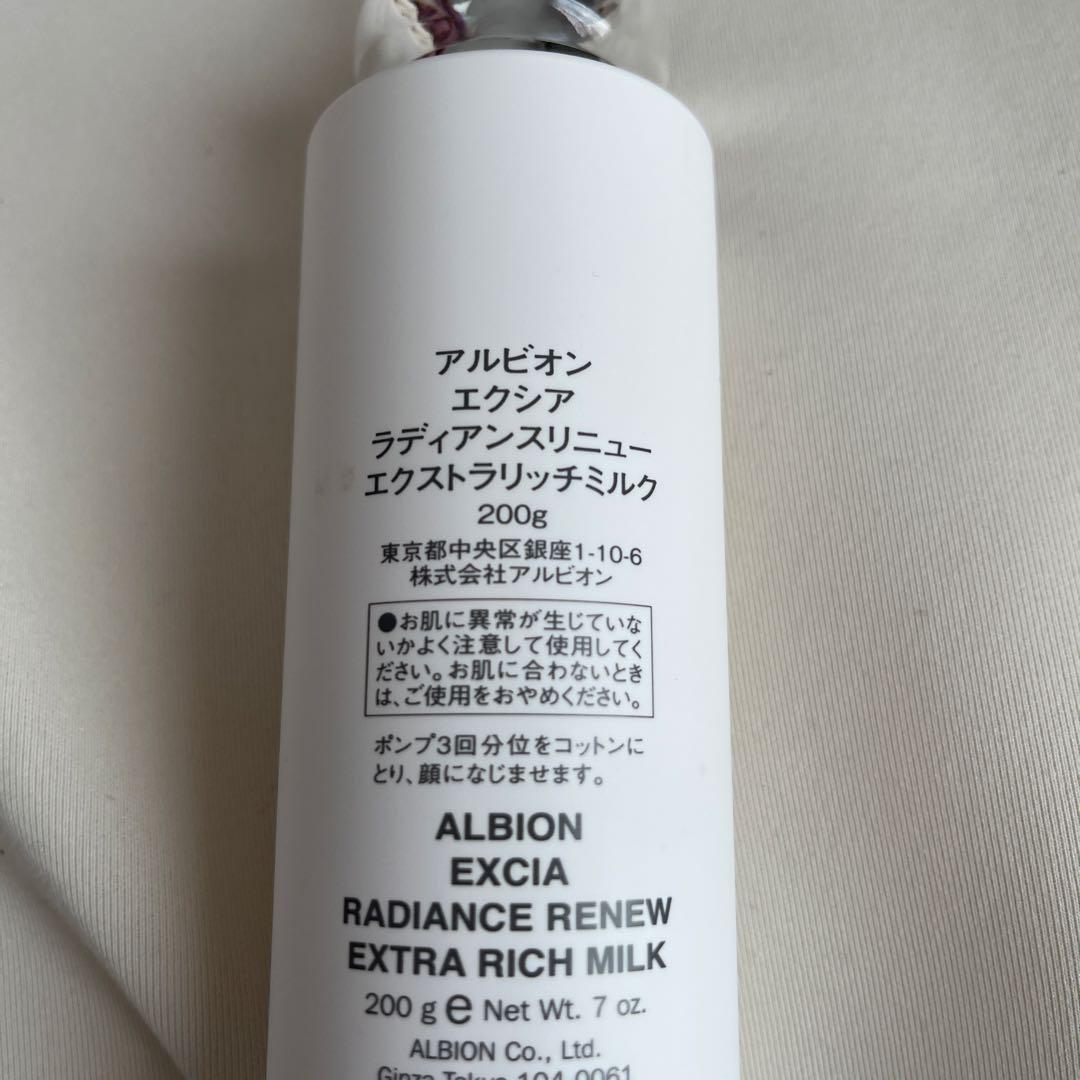 アルビオン
エクシア
ラディアンスリニュー
エクストラリッチミルク
200g
東京都中央区銀座1-10-6
株式会社アルビオン
●お肌に異常が生じていな
いかよく注意して使用してく
ださい。お肌に合わないとき
は、ご使用をおやめください。
ポンプ3回分位をコットンに
とり、顔になじませます。
ALBION
EXCIA
RADIANCE RENEW
EXTRA RICH MILK
200 g e Net Wt. 7 oz.
ALBION Co., Ltd.
Ginza Tokyo 104-0061